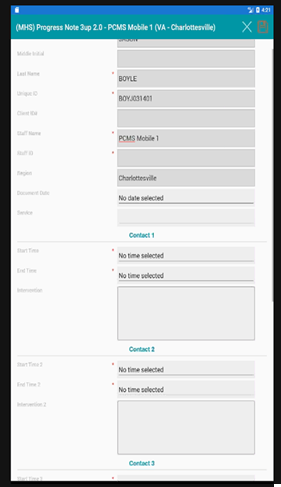 4:21
(MHS) Progress Note 3up 2.0 - PCMS Mobile 1 (VA - Charlottesville)
Middle Initial
Last Name * BOYLE
Unique ID * BOYJ031401
Client RM
Staff Name * PCMS Mobile 1
Staff ID *
Region Charlottesville
Document Date No date selected
Service
Contact 1
Start Time * No time selected
End Time * No time selected
Intervention
Contact 2
Start Time 2 * No time selected
End Time 2 * No time selected
Intervention 2
Contact 3
Start Time 3 *